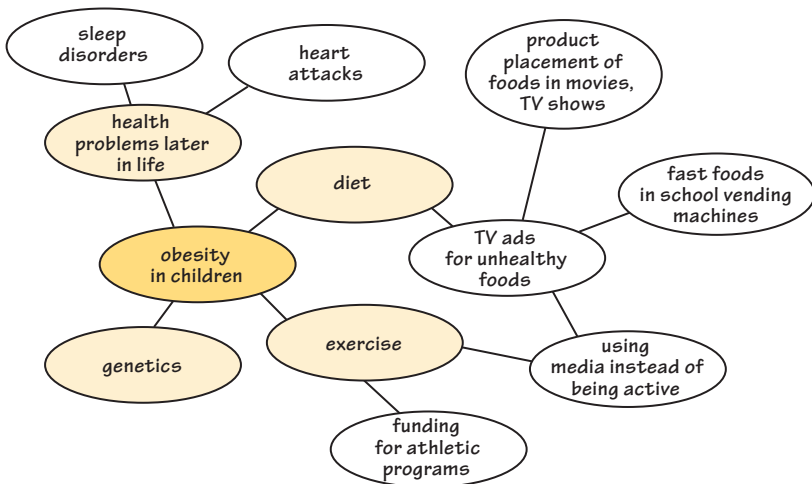 sleep
disorders
heart
attacks
product
placement of
foods in movies,
TV shows
health
problems later
in life
diet
fast foods
in school vending
machines
TV ads
for unhealthy
foods
obesity
in children
genetics
exercise
using
media instead of
being active
funding
for athletic
programs